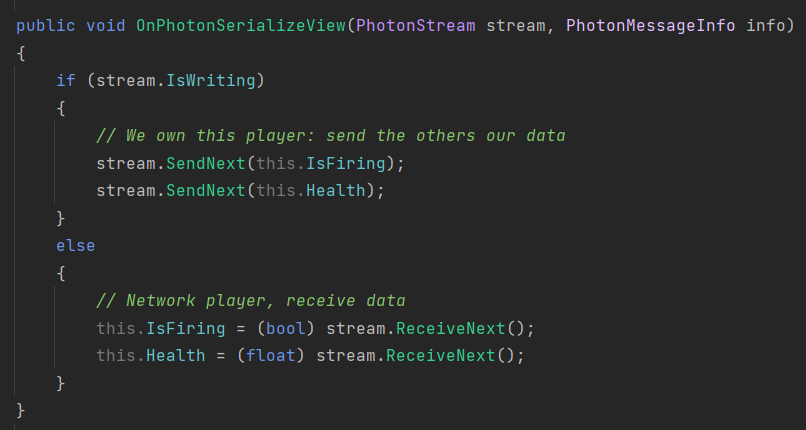 public void OnPhotonSerializeView(PhotonStream stream, PhotonMessageInfo info)
{
    if (stream.IsWriting)
    {
        // We own this player: send the others our data
        stream.SendNext(this.IsFiring);
        stream.SendNext(this.Health);
    }
    else
    {
        // Network player, receive data
        this.IsFiring = (bool) stream.ReceiveNext();
        this.Health = (float) stream.ReceiveNext();
    }
}